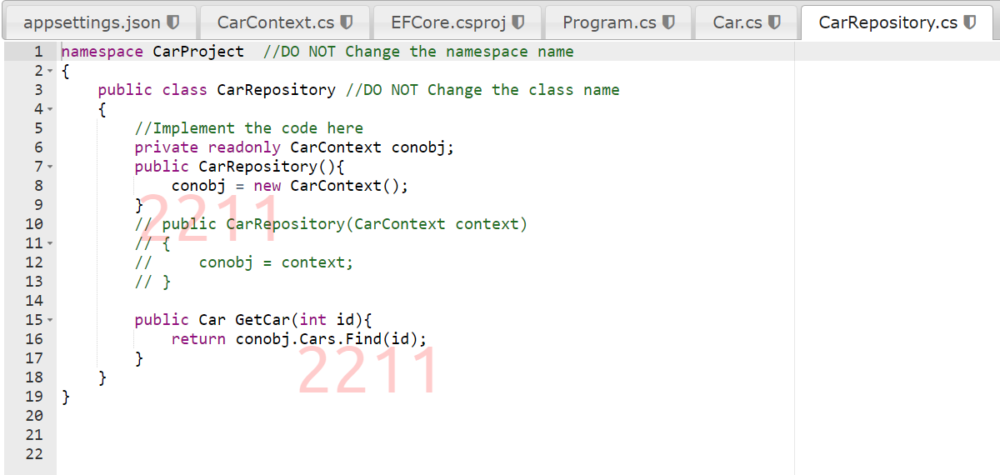 appsettings.json CarContext.cs EFCore.csproj Program.cs Car.cs CarRepository.cs
1 namespace CarProject  //DO NOT Change the namespace name
2 {
3     public class CarRepository //DO NOT Change the class name
4     {
5         //Implement the code here
6         private readonly CarContext conobj;
7         public CarRepository(){
8             conobj = new CarContext();
9         }
2211
10         // public CarRepository(CarContext context)
11         // {
12         //     conobj = context;
13         // }
14
15         public Car GetCar(int id){
16             return conobj.Cars.Find(id);
17         }
2211
18     }
19 }
20
21
22